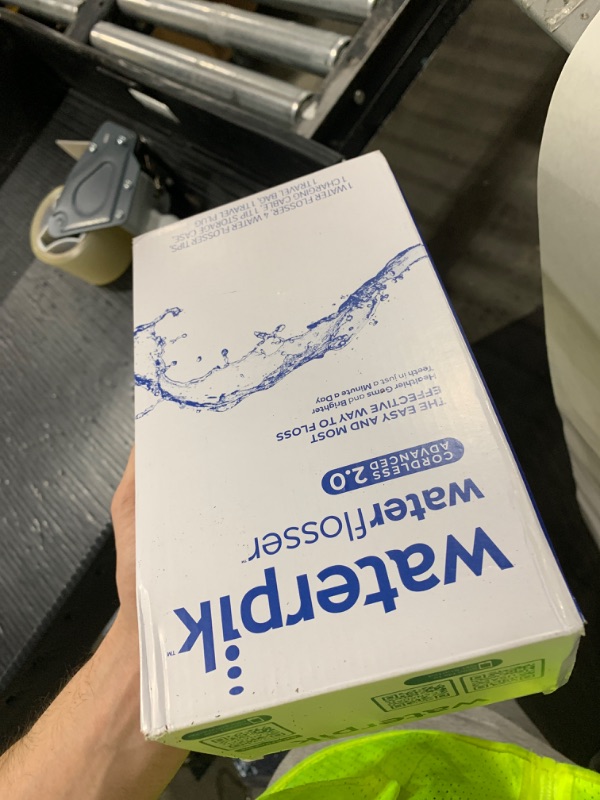 waterpik™
waterflosser™
CORDLESS
ADVANCED 2.0
THE EASY AND MOST
EFFECTIVE WAY TO FLOSS
Healthier Gums and Brighter
Teeth in Just a Minute a Day
1 WATER FLOSSER, 4 WATER FLOSSER TIPS,
1 CHARGING CABLE, 1 TIP STORAGE CASE,
1 TRAVEL BAG, 1 TRAVEL PLUG
waterpik